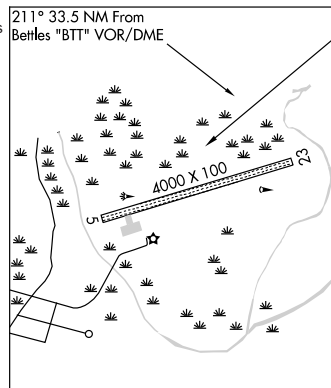 211° 33.5 NM From
Bettles "BTT" VOR/DME
4000 X 100
23
5